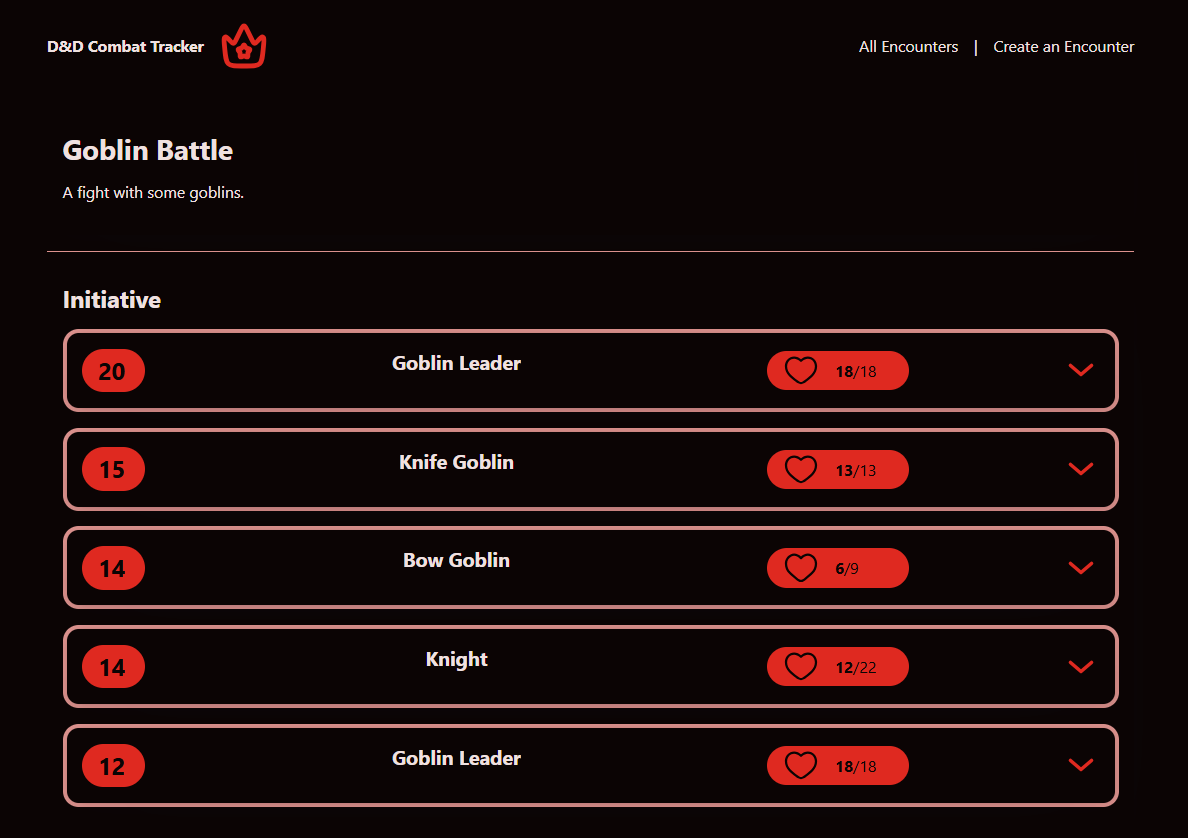 D&D Combat Tracker
All Encounters | Create an Encounter
Goblin Battle
A fight with some goblins.
Initiative
20 Goblin Leader 18/18
15 Knife Goblin 13/13
14 Bow Goblin 6/9
14 Knight 12/22
12 Goblin Leader 18/18